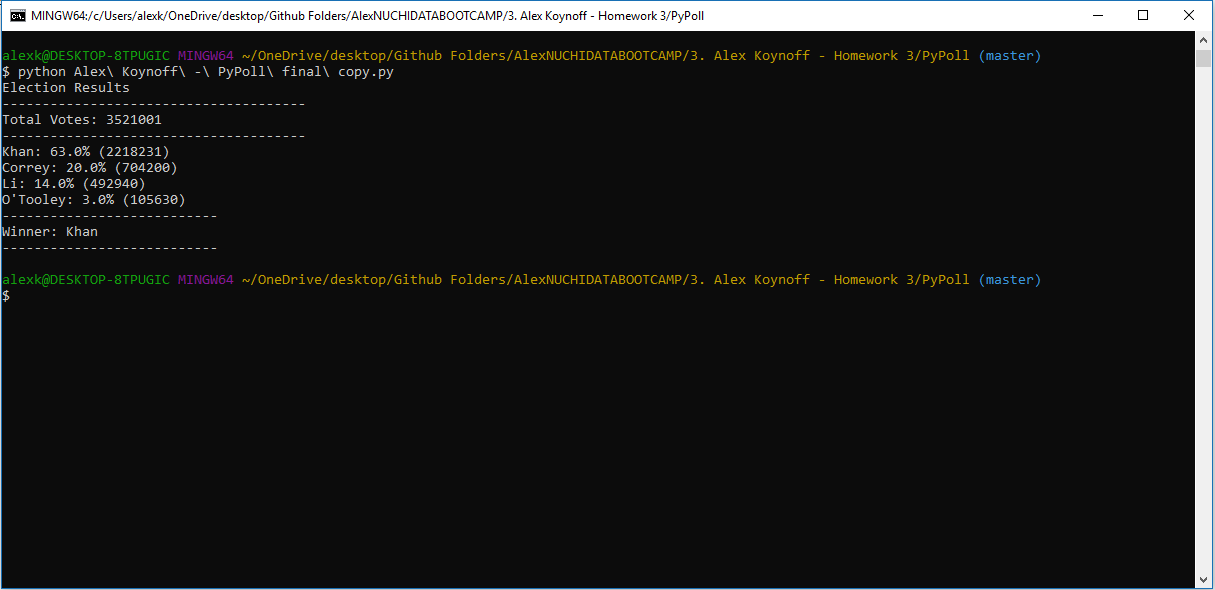 MINGW64:/c/Users/alexk/OneDrive/desktop/Github Folders/AlexNUCHIDATABOOTCAMP/3. Alex Koynoff - Homework 3/PyPoll
alexk@DESKTOP-8TPUGIC MINGW64 ~/OneDrive/desktop/Github Folders/AlexNUCHIDATABOOTCAMP/3. Alex Koynoff - Homework 3/PyPoll (master)
$ python Alex\ Koynoff\ -\ PyPoll\ final\ copy.py
Election Results
--------------------------------------
Total Votes: 3521001
--------------------------------------
Khan: 63.0% (2218231)
Correy: 20.0% (704200)
Li: 14.0% (492940)
O'Tooley: 3.0% (105630)
---------------------------
Winner: Khan
---------------------------
alexk@DESKTOP-8TPUGIC MINGW64 ~/OneDrive/desktop/Github Folders/AlexNUCHIDATABOOTCAMP/3. Alex Koynoff - Homework 3/PyPoll (master)
$